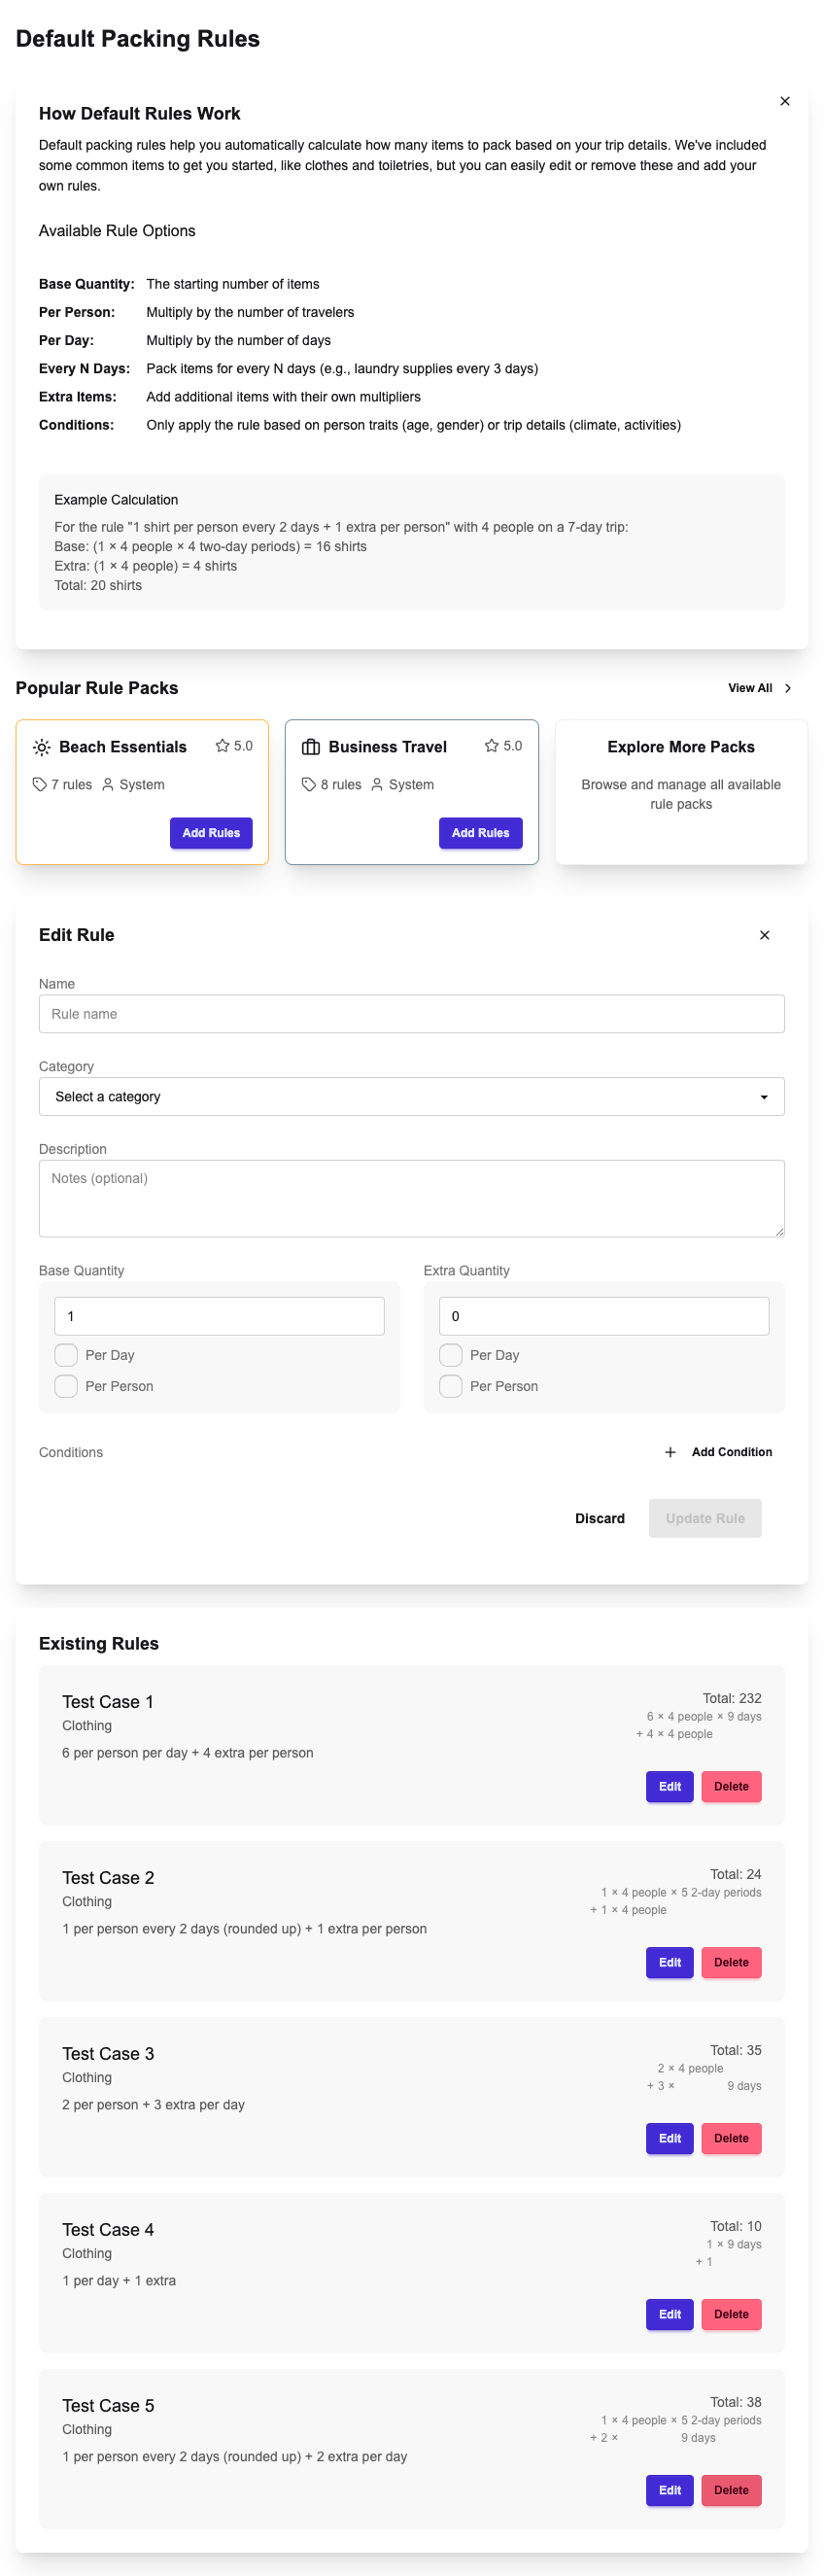 Default Packing Rules
How Default Rules Work
Default packing rules help you automatically calculate how many items to pack based on your trip details. We've included
some common items to get you started, like clothes and toiletries, but you can easily edit or remove these and add your
own rules.
Available Rule Options
Base Quantity: The starting number of items
Per Person: Multiply by the number of travelers
Per Day: Multiply by the number of days
Every N Days: Pack items for every N days (e.g., laundry supplies every 3 days)
Extra Items: Add additional items with their own multipliers
Conditions: Only apply the rule based on person traits (age, gender) or trip details (climate, activities)
Example Calculation
For the rule "1 shirt per person every 2 days + 1 extra per person" with 4 people on a 7-day trip:
Base: (1 × 4 people × 4 two-day periods) = 16 shirts
Extra: (1 × 4 people) = 4 shirts
Total: 20 shirts
Popular Rule Packs
View All
Beach Essentials 5.0
7 rules System
Add Rules
Business Travel 5.0
8 rules System
Add Rules
Explore More Packs
Browse and manage all available
rule packs
Edit Rule
Name
Rule name
Category
Select a category
Description
Notes (optional)
Base Quantity
1
Per Day
Per Person
Extra Quantity
0
Per Day
Per Person
Conditions
+ Add Condition
Discard
Update Rule
Existing Rules
Test Case 1
Clothing
6 per person per day + 4 extra per person
Total: 232
6 × 4 people × 9 days
+ 4 × 4 people
Edit
Delete
Test Case 2
Clothing
1 per person every 2 days (rounded up) + 1 extra per person
Total: 24
1 × 4 people × 5 2-day periods
+ 1 × 4 people
Edit
Delete
Test Case 3
Clothing
2 per person + 3 extra per day
Total: 35
2 × 4 people
+ 3 × 9 days
Edit
Delete
Test Case 4
Clothing
1 per day + 1 extra
Total: 10
1 × 9 days
+ 1
Edit
Delete
Test Case 5
Clothing
1 per person every 2 days (rounded up) + 2 extra per day
Total: 38
1 × 4 people × 5 2-day periods
+ 2 × 9 days
Edit
Delete